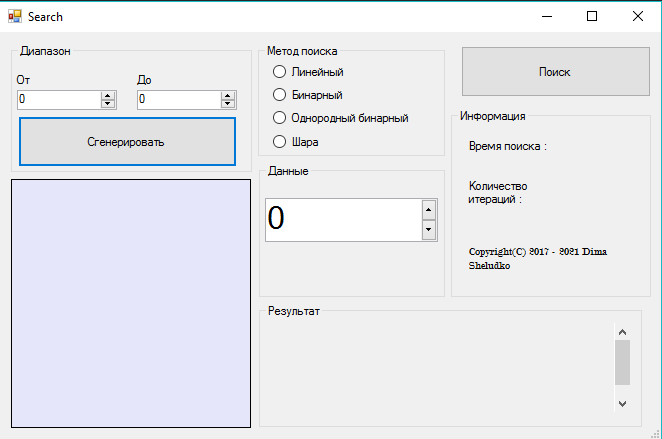 Search
Диапазон
От
До
0
0
Сгенерировать
Метод поиска
Линейный
Бинарный
Однородный бинарный
Шара
Поиск
Информация
Время поиска :
Количество
итераций :
Copyright(C) 2017 - 2021 Dima
Sheludko
Данные
0
Результат